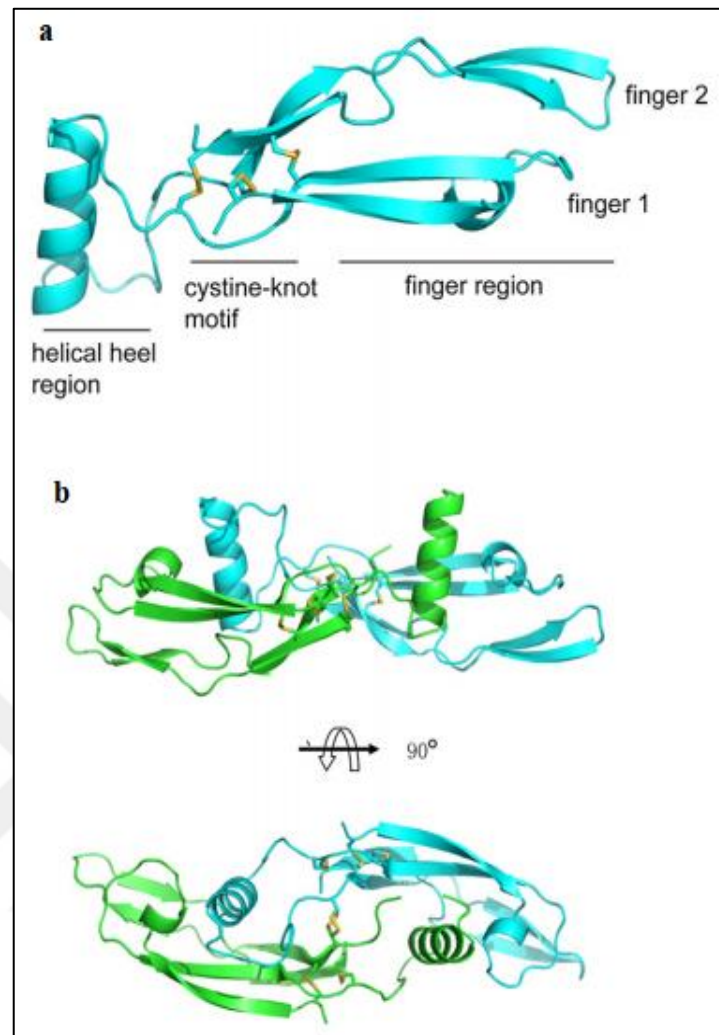 a
finger 2
finger 1
cystine-knot
motif
finger region
helical heel
region
b
90°